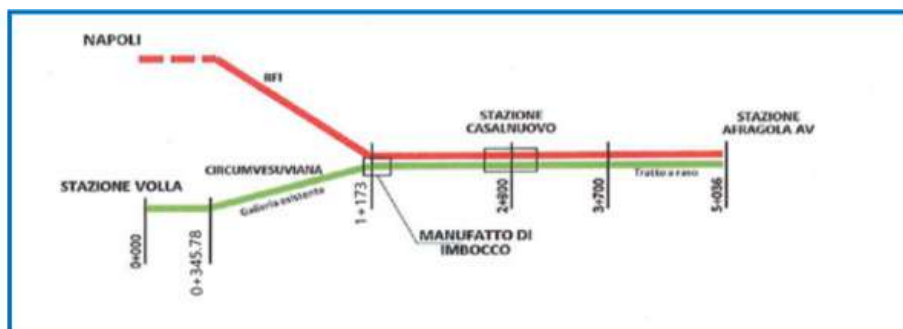 NAPOLI
RFI
STAZIONE
CASALNUOVO
STAZIONE
AFRAGOLA AV
CIRCUMVESUVIANA
STAZIONE VOLLA
Galleria esistente
Tratto a raso
0+000
0+345.78
1+173
2+800
3+700
5+036
MANUFATTO DI
IMBOCCO